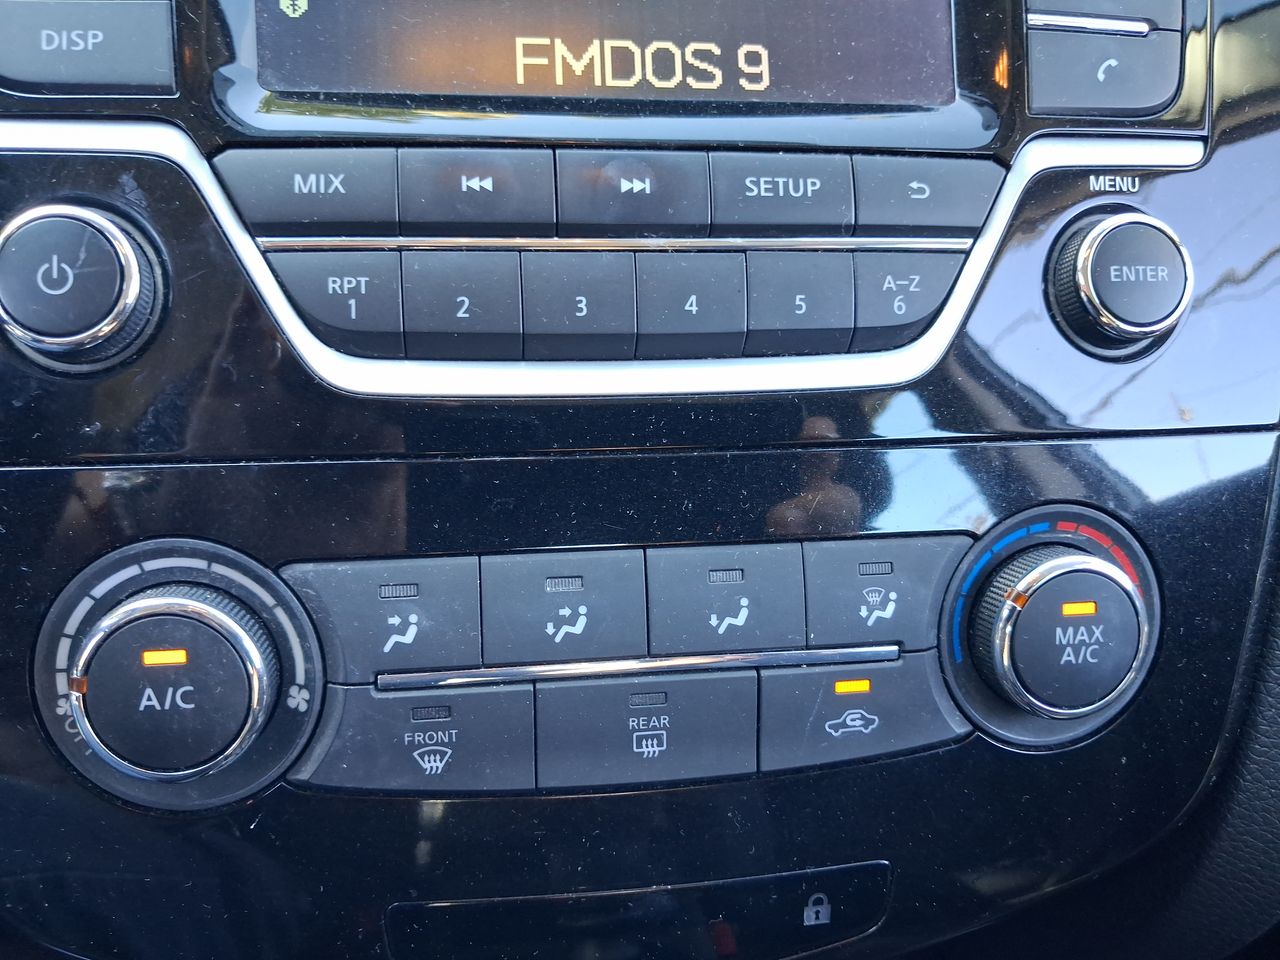 DISP
FMDOS 9
MIX
SETUP
MENU
RPT
1
2
3
4
5
A-Z
6
ENTER
A/C
MAX
A/C
FRONT
REAR